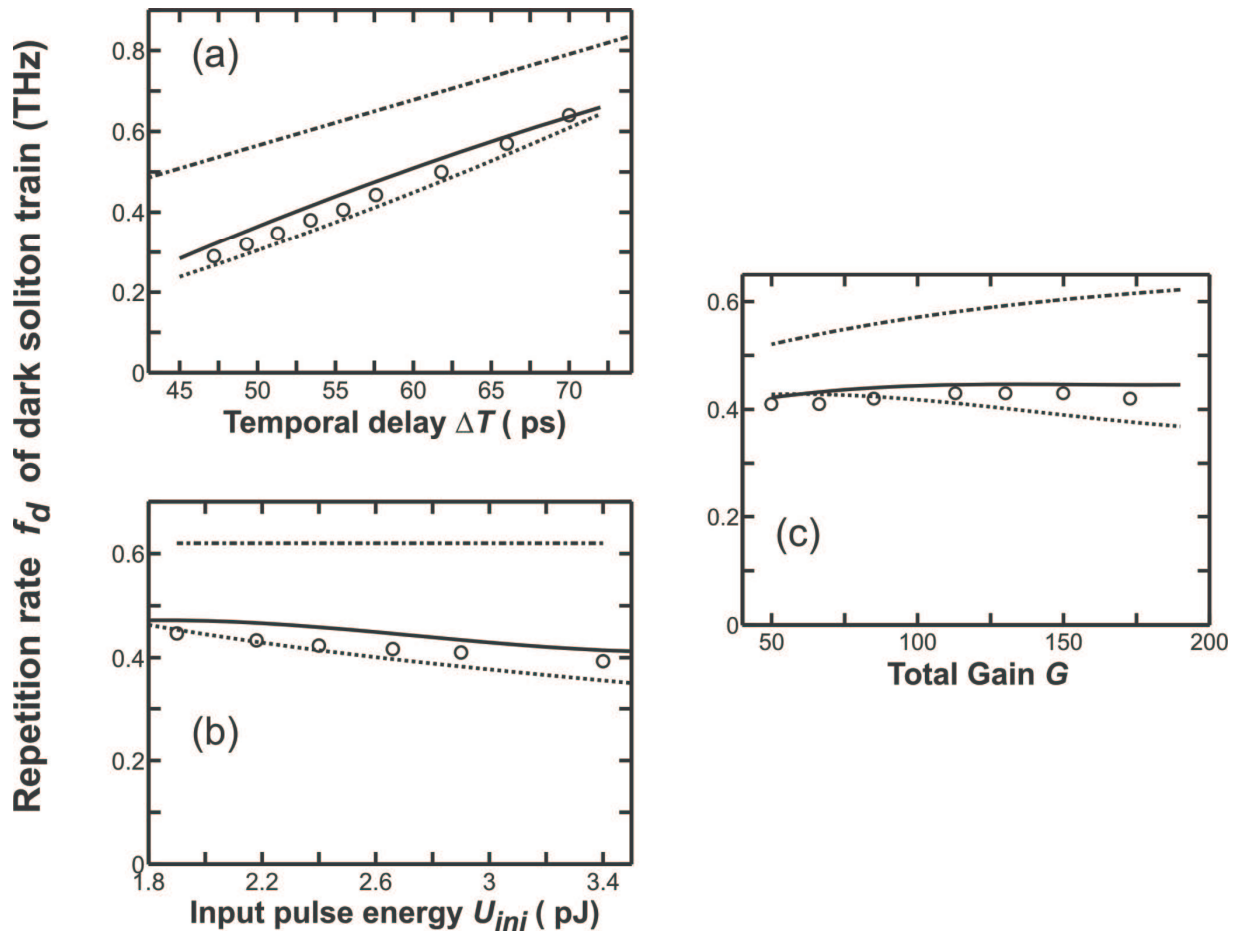 Repetition rate f_d of dark soliton train (THz)
(a)
0.8
0.6
0.4
0.2
0
45 50 55 60 65 70
Temporal delay ΔT ( ps)
(b)
0.6
0.4
0.2
0
1.8 2.2 2.6 3 3.4
Input pulse energy U_ini ( pJ)
(c)
0.6
0.4
0.2
0
50 100 150 200
Total Gain G